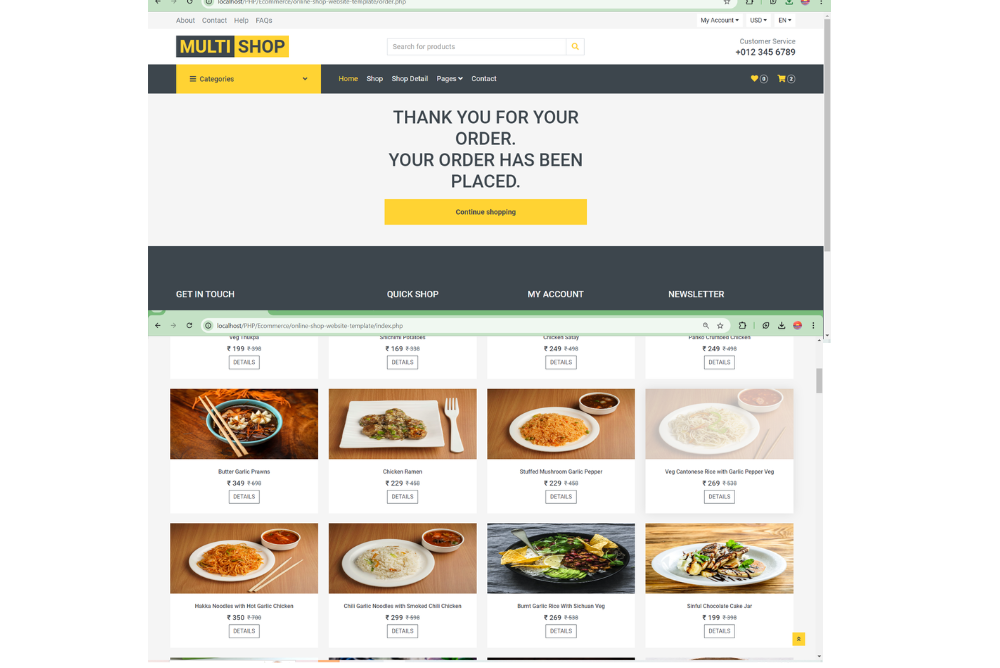 localhost/PHP/Ecommerce/online-shop-website-template/order.php
About Contact Help FAQs
My Account USD EN
MULTI SHOP
Search for products
Customer Service
+012 345 6789
Categories
Home Shop Shop Detail Pages Contact
0 2
THANK YOU FOR YOUR
ORDER.
YOUR ORDER HAS BEEN
PLACED.
Continue shopping
GET IN TOUCH QUICK SHOP MY ACCOUNT NEWSLETTER
localhost/PHP/Ecommerce/online-shop-website-template/index.php
Veg Thukpa Shichimi Potatoes Chicken Satay Panko Crumbed Chicken
₹ 199 ₹ 398 ₹ 169 ₹ 338 ₹ 249 ₹ 498 ₹ 249 ₹ 498
DETAILS DETAILS DETAILS DETAILS
Butter Garlic Prawns Chicken Ramen Stuffed Mushroom Garlic Pepper Veg Cantonese Rice with Garlic Pepper Veg
₹ 349 ₹ 698 ₹ 229 ₹ 458 ₹ 229 ₹ 458 ₹ 269 ₹ 538
DETAILS DETAILS DETAILS DETAILS
Hakka Noodles with Hot Garlic Chicken Chili Garlic Noodles with Smoked Chili Chicken Burnt Garlic Rice With Sichuan Veg Sinful Chocolate Cake Jar
₹ 350 ₹ 700 ₹ 299 ₹ 598 ₹ 269 ₹ 538 ₹ 199 ₹ 398
DETAILS DETAILS DETAILS DETAILS